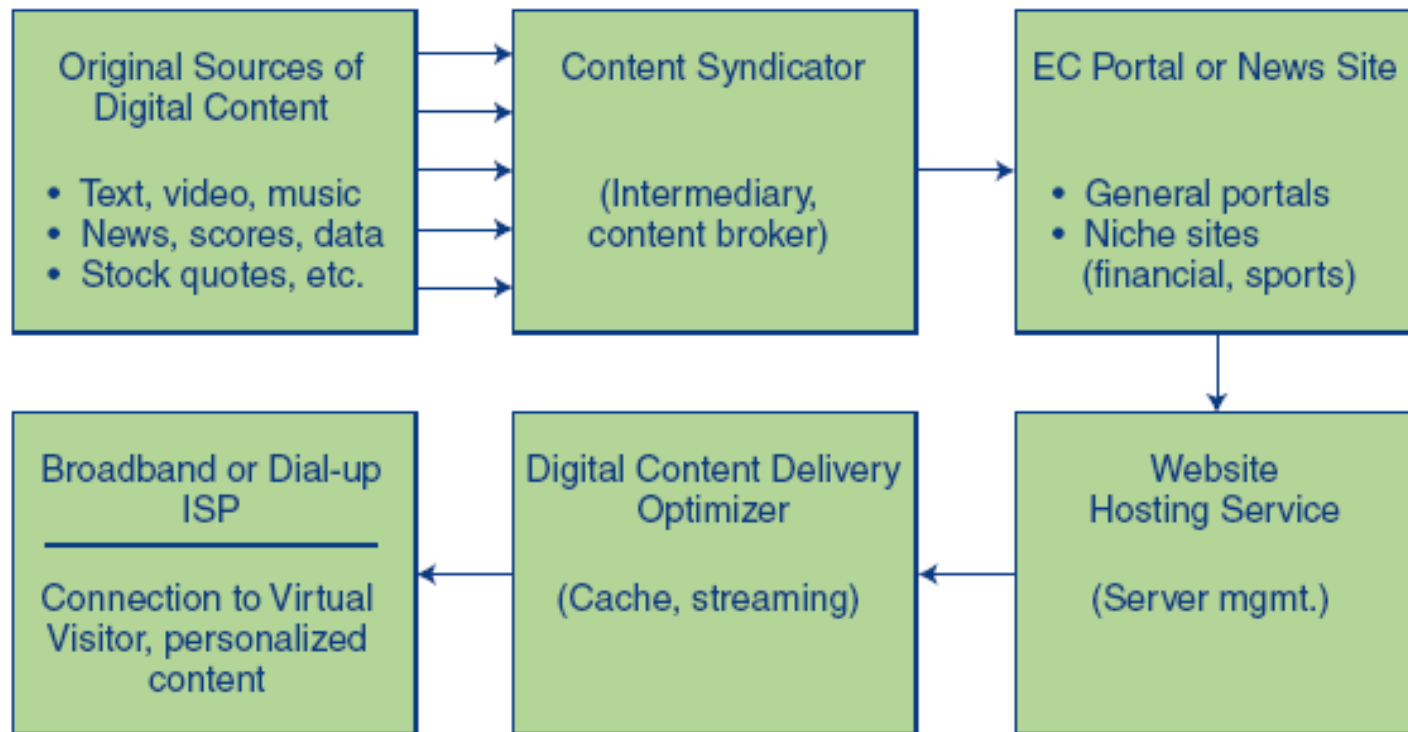 Original Sources of
Digital Content
• Text, video, music
• News, scores, data
• Stock quotes, etc.
Content Syndicator
(Intermediary,
content broker)
EC Portal or News Site
• General portals
• Niche sites
(financial, sports)
Broadband or Dial-up
ISP
Connection to Virtual
Visitor, personalized
content
Digital Content Delivery
Optimizer
(Cache, streaming)
Website
Hosting Service
(Server mgmt.)